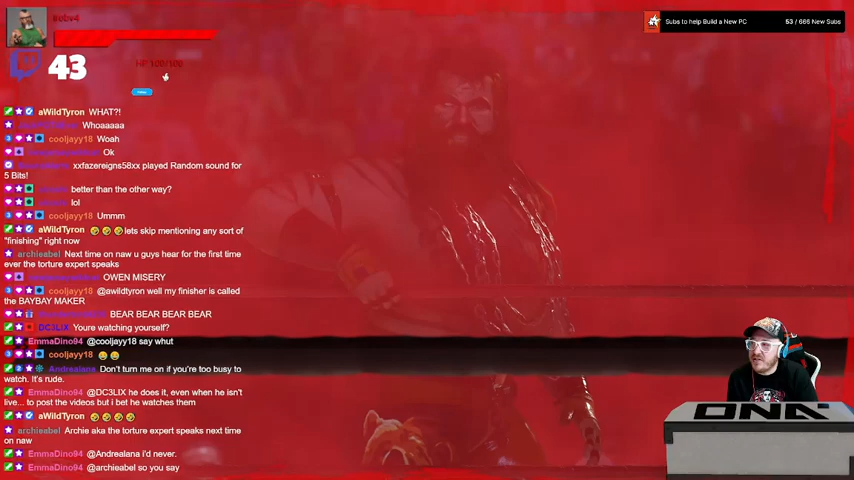 Subs to help Build a New PC
53 / 666 New Subs
43
HP 100/100
aWildTyron WHAT?!
Whoaaaaa
cooljayy18 Woah
Ok
xxfazereigns58xx played Random sound for
5 Bits!
better than the other way?
lol
cooljayy18 Ummm
aWildTyron lets skip mentioning any sort of
"finishing" right now
archieabel Next time on naw u guys hear for the first time
ever the torture expert speaks
OWEN MISERY
cooljayy18 @awildtyron well my finisher is called
the BAYBAY MAKER
BEAR BEAR BEAR BEAR
DC3LIX Youre watching yourself?
EmmaDino94 @cooljayy18 say whut
cooljayy18
Andrealana Don't turn me on if you're too busy to
watch. It's rude.
EmmaDino94 @DC3LIX he does it, even when he isn't
live... to post the videos but i bet he watches them
aWildTyron
archieabel Archie aka the torture expert speaks next time
on naw
EmmaDino94 @Andrealana i'd never.
EmmaDino94 @archieabel so you say